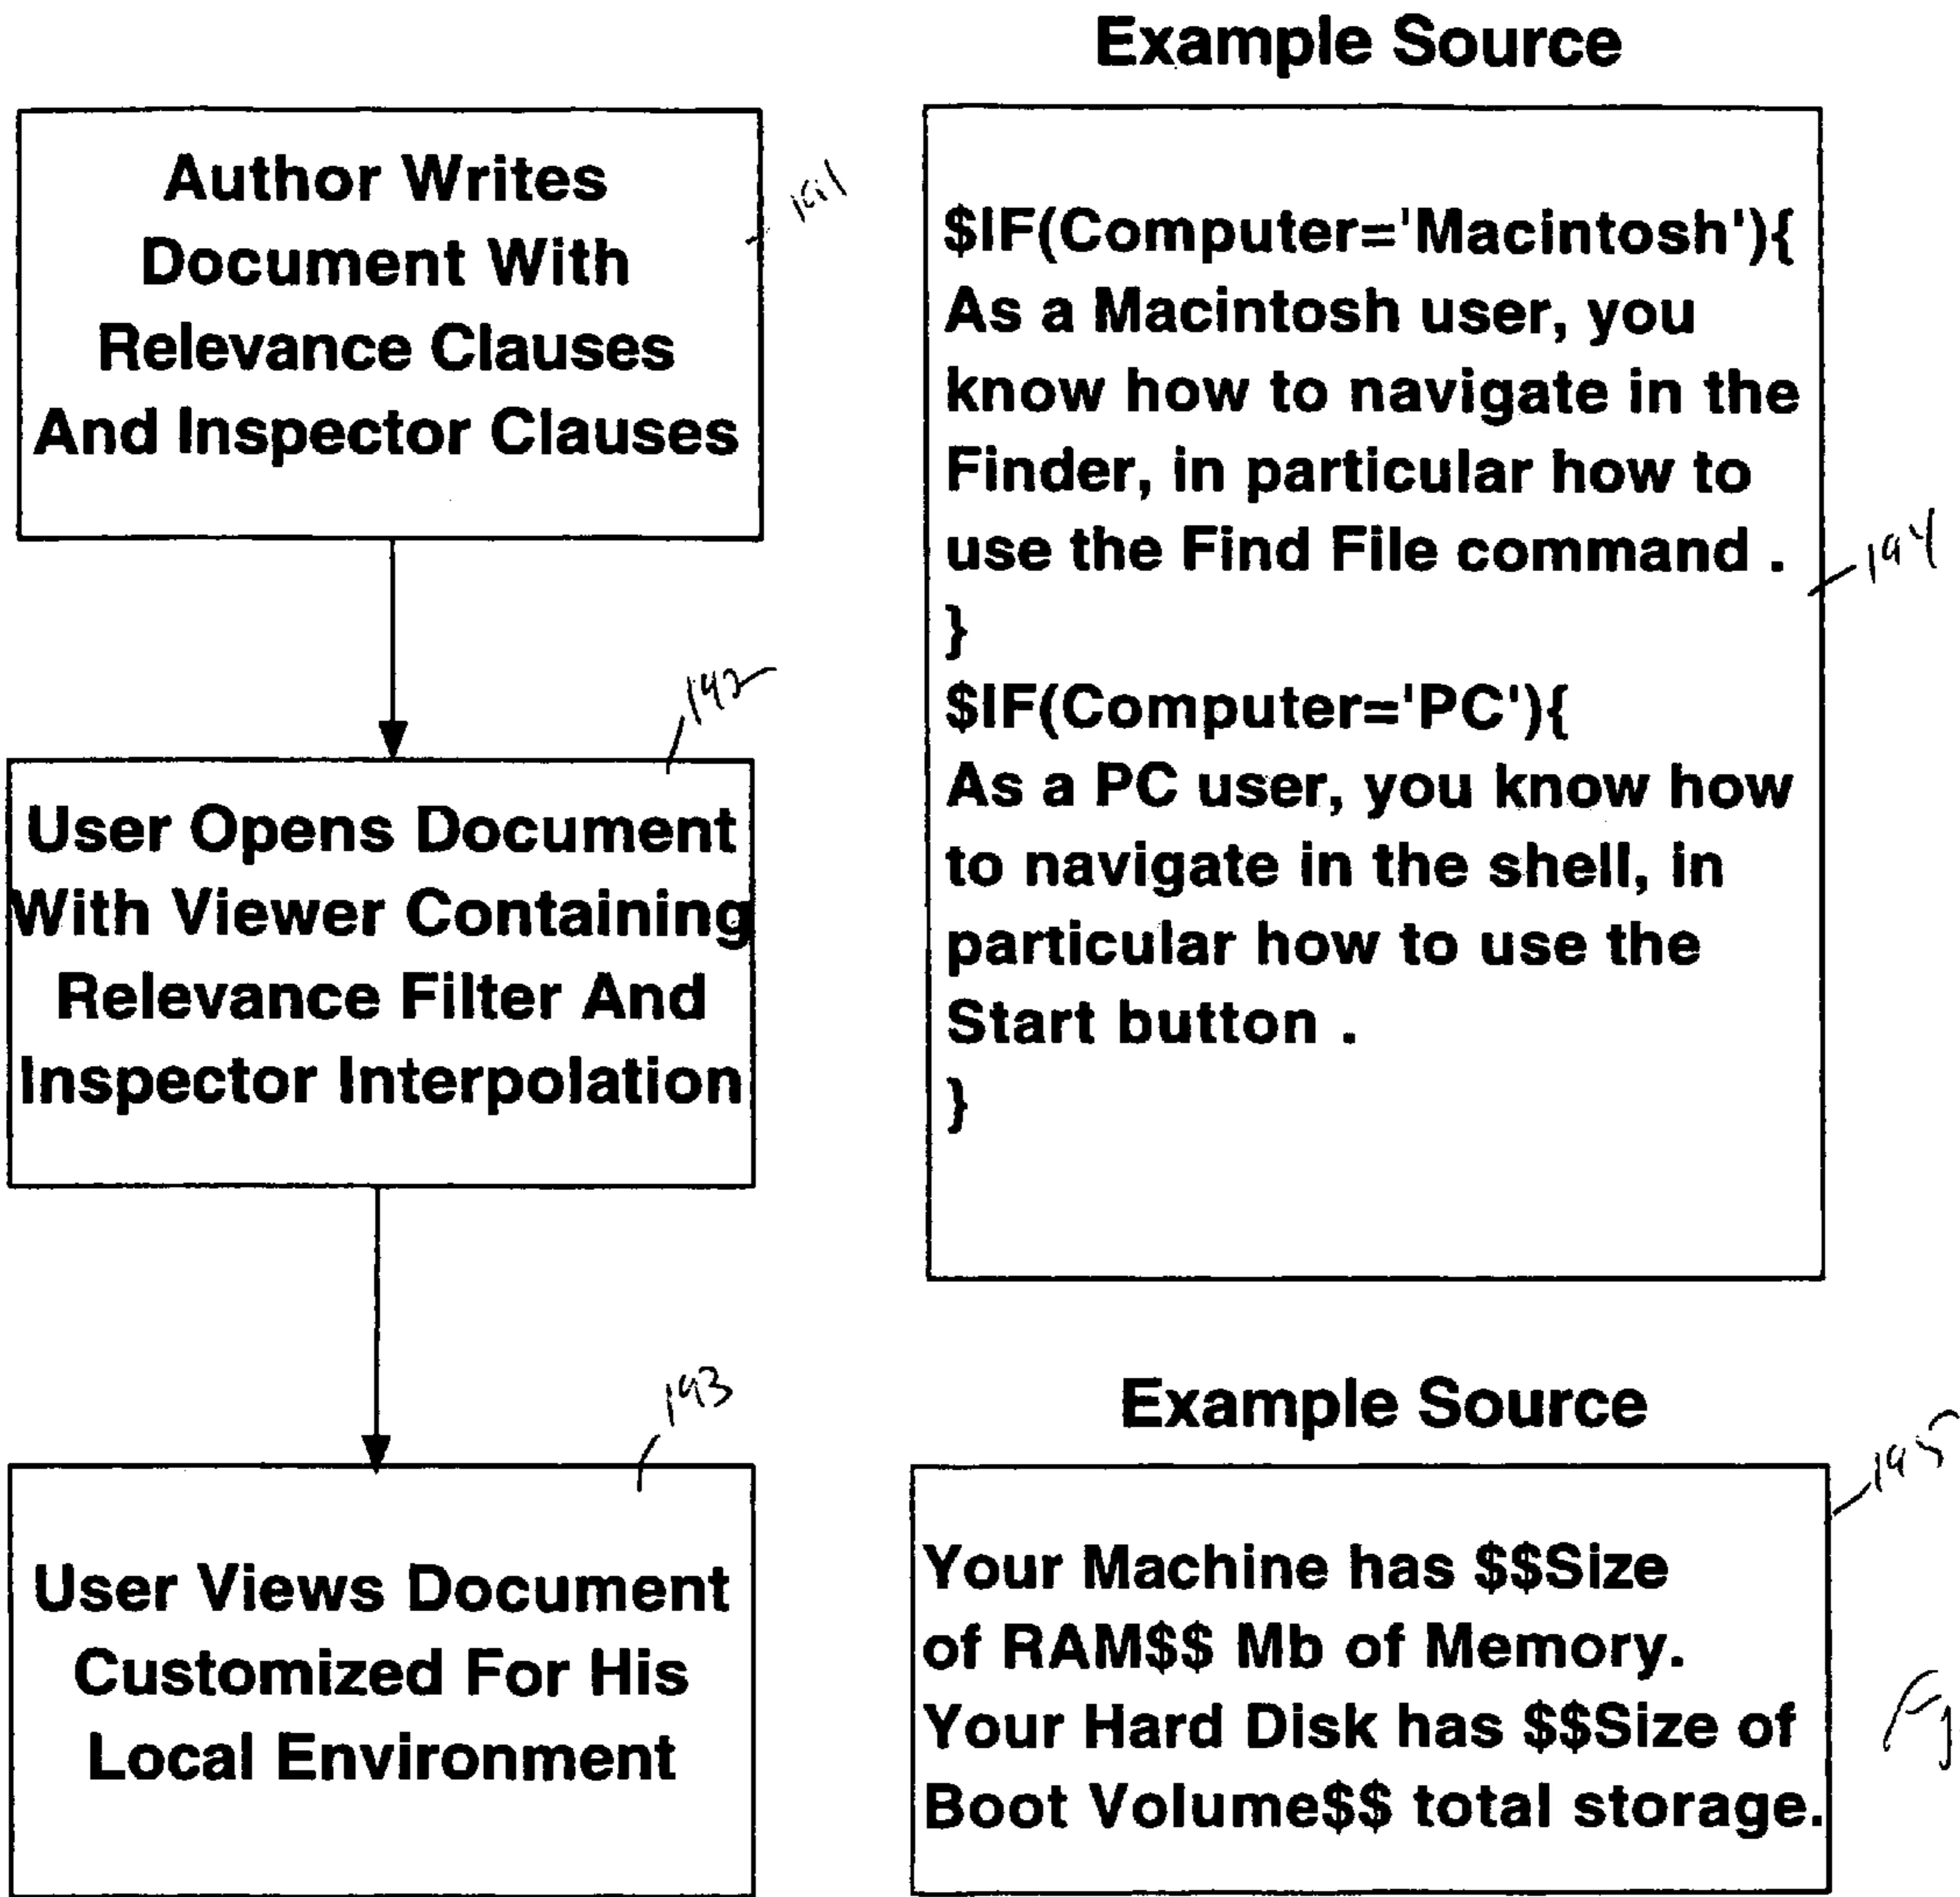 Author Writes
Document With
Relevance Clauses
And Inspector Clauses
192
User Opens Document
With Viewer Containing
Relevance Filter And
Inspector Interpolation
193
User Views Document
Customized For His
Local Environment
Example Source
$IF(Computer='Macintosh'){
As a Macintosh user, you
know how to navigate in the
Finder, in particular how to
use the Find File command .
}
$IF(Computer='PC'){
As a PC user, you know how
to navigate in the shell, in
particular how to use the
Start button .
}
194
Example Source
195
Your Machine has $$Size
of RAM$$ Mb of Memory.
Your Hard Disk has $$Size of
Boot Volume$$ total storage.